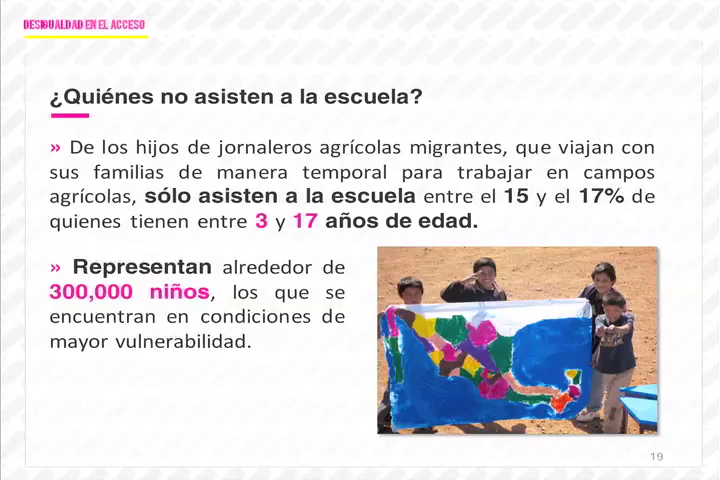 DESIGUALDAD EN EL ACCESO
¿Quiénes no asisten a la escuela?
» De los hijos de jornaleros agrícolas migrantes, que viajan con
sus familias de manera temporal para trabajar en campos
agrícolas, sólo asisten a la escuela entre el 15 y el 17% de
quienes tienen entre 3 y 17 años de edad.
» Representan alrededor de
300,000 niños, los que se
encuentran en condiciones de
mayor vulnerabilidad.
19